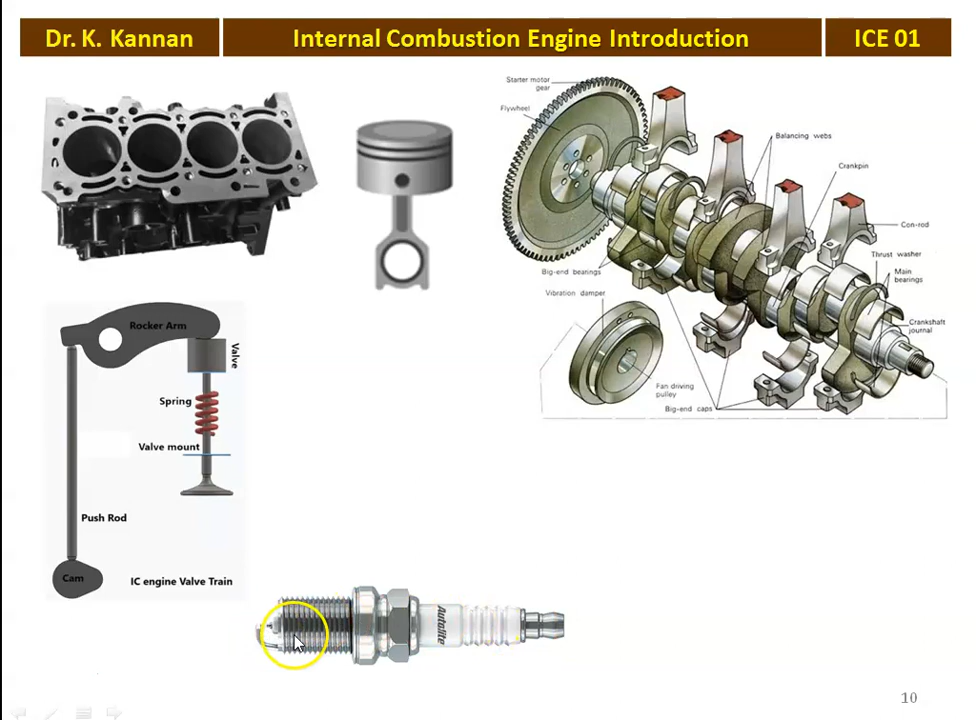 Dr. K. Kannan
Internal Combustion Engine Introduction
ICE 01
Starter motor
gear
Flywheel
Balancing webs
Crankpin
Con-rod
Thrust washer
Main
bearings
Big-end bearings
Vibration damper
Crankshaft
journal
Fan driving
pulley
Big-end caps
Rocker Arm
Valve
Spring
Valve mount
Push Rod
Cam
IC engine Valve Train
Autolite
10